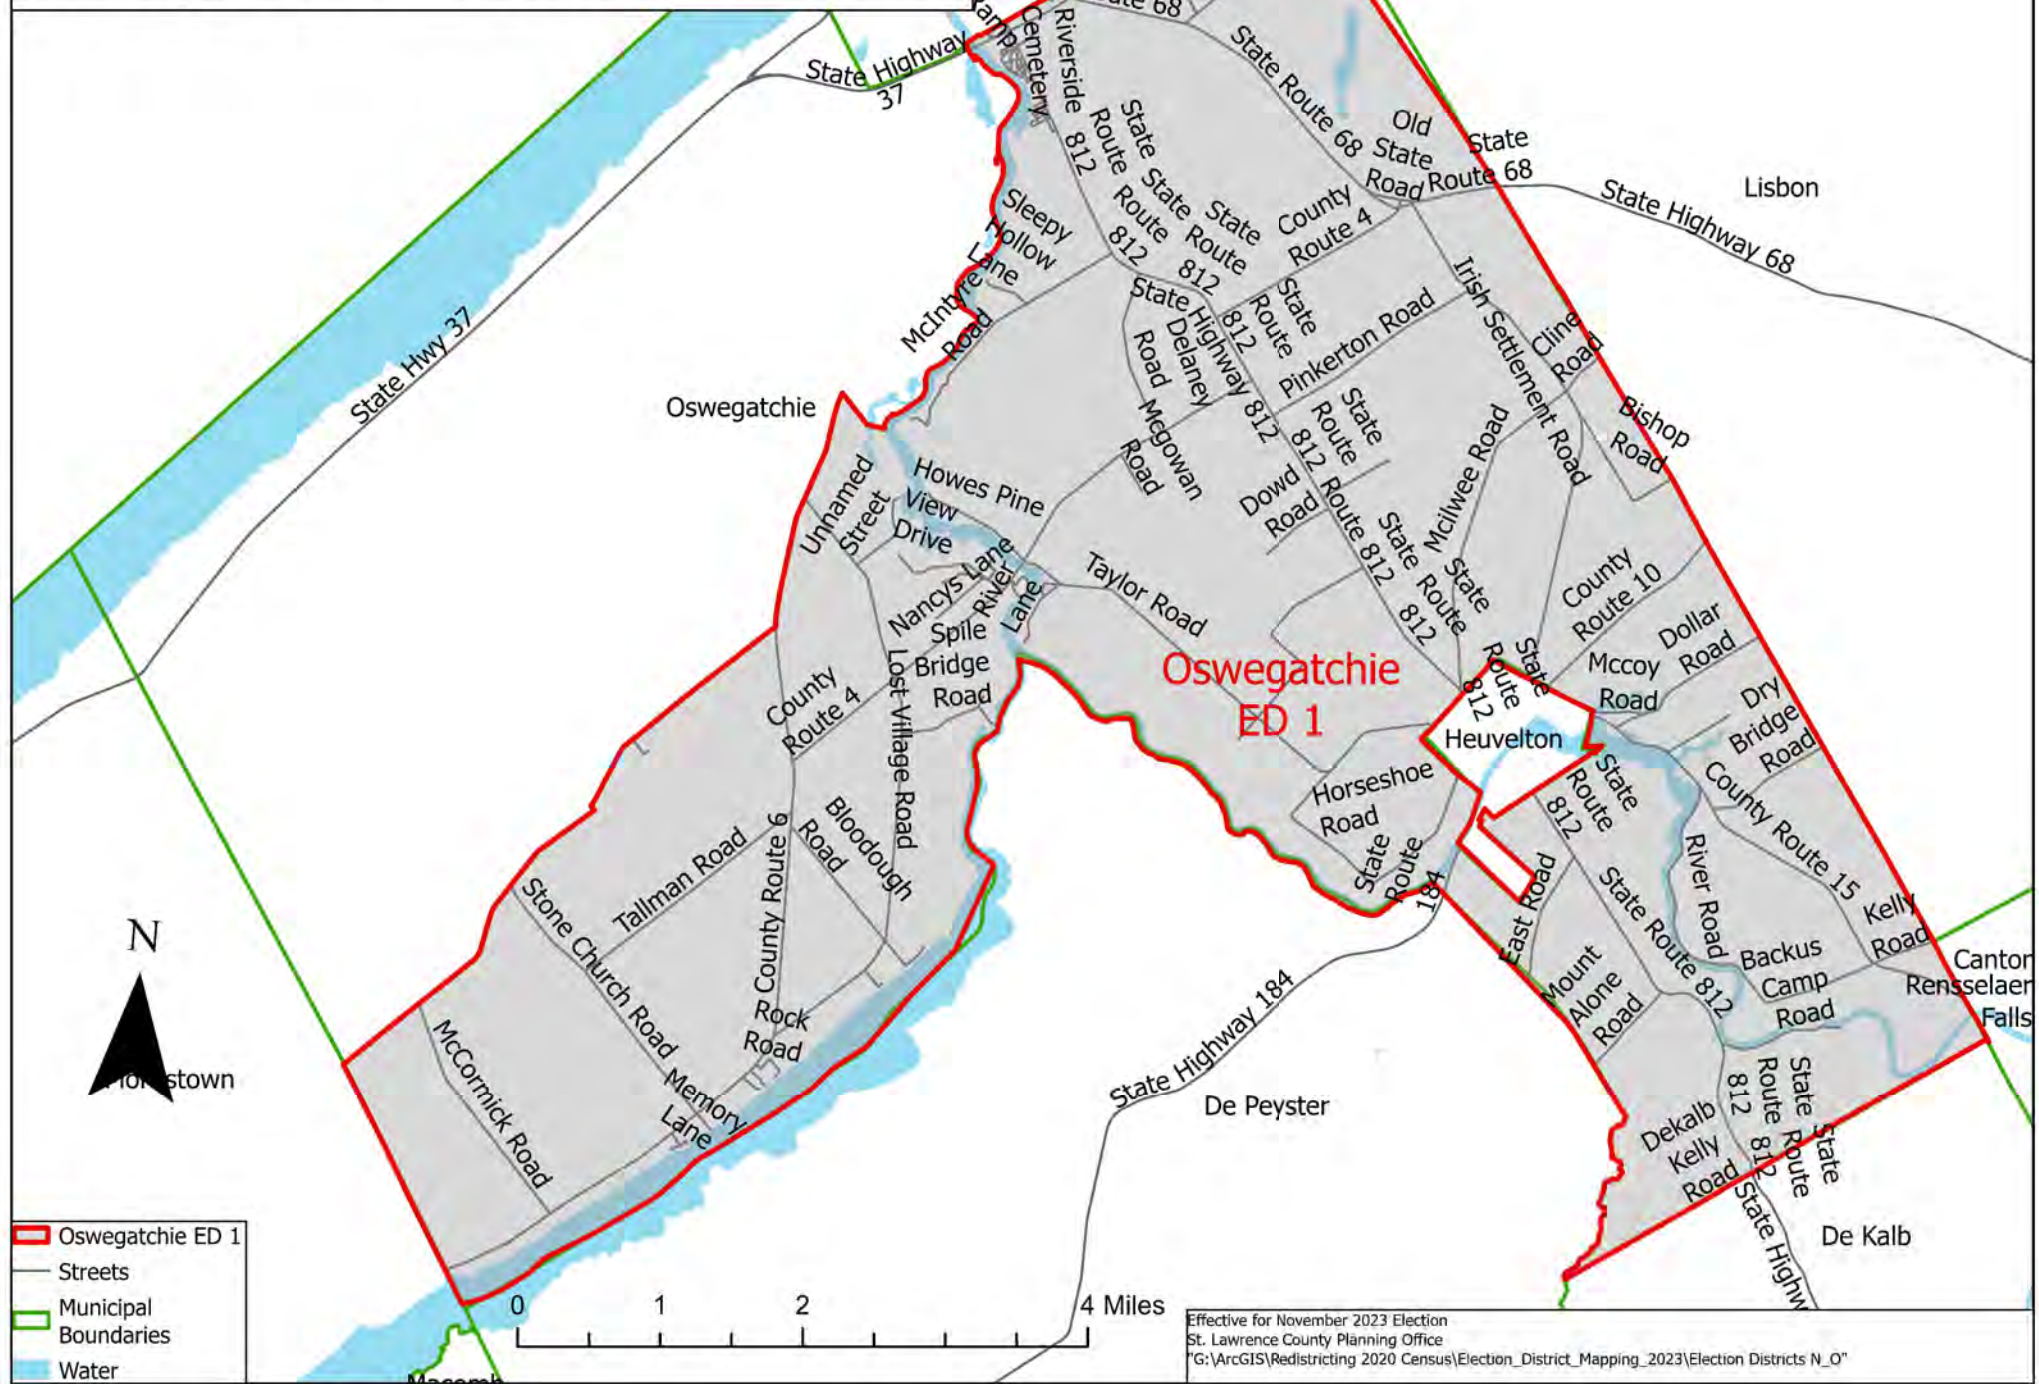 Route 68
State Highway
37
Ramp
Cemetery
Riverside
State Route 68
Old
State
Road
State
Route 68
Lisbon
State Highway 68
812
State
Route
812
State
Route
812
State
Route
812
County
Route 4
Sleepy
Hollow
Lane
McIntyre
Road
State Hwy 37
State Highway 812
Delaney
Road
State
Route
812
Pinkerton Road
Irish Settlement Road
Cline
Road
Bishop
Road
Oswegatchie
Mcgowan
Road
State
Route
812
Dowd
Road
Route 812
Mcilwee Road
Unnamed
Street
Howes Pine
View
Drive
Nancys Lane
River
Lane
Taylor Road
State Route
812
State
Route
812
State
County
Route 10
Dollar
Road
Mccoy
Road
Spile
Bridge
Road
Lost Village Road
County
Route 4
Oswegatchie
ED 1
Heuvelton
Dry
Bridge
Road
Horseshoe
Road
State
Route
184
State
Route
812
County Route 15
River Road
Kelly
Road
Tallman Road
County Route 6
Bloodough
Road
East Road
State Route 812
Backus
Camp
Road
Mount
Alone
Road
Canton
Rensselaer
Falls
Stone Church Road
Rock
Road
State Highway 184
N
McCormick Road
Memory
Lane
De Peyster
State
Route
812
State
Route
812
Dekalb
Kelly
Road
State Highw
De Kalb
Oswegatchie ED 1
Streets
Municipal
Boundaries
Water
0 1 2 4 Miles
Effective for November 2023 Election
St. Lawrence County Planning Office
"G:\ArcGIS\Redistricting 2020 Census\Election_District_Mapping_2023\Election Districts N_O"